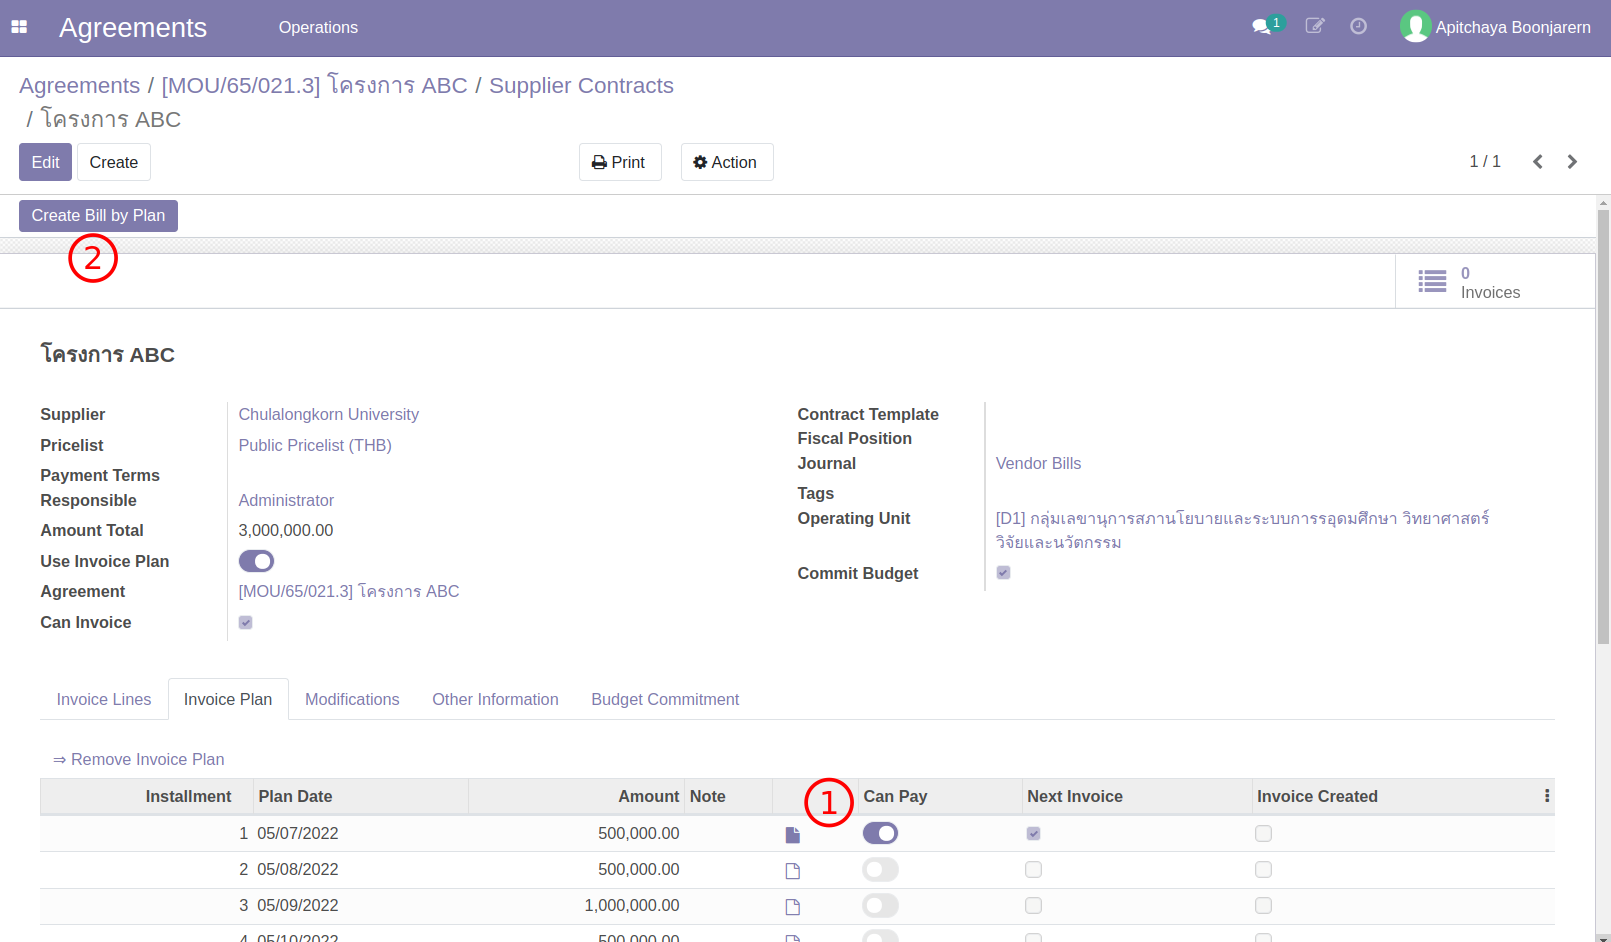 Agreements Operations 1 Apitchaya Boonjarern
Agreements / [MOU/65/021.3] โครงการ ABC / Supplier Contracts
/ โครงการ ABC
Edit Create Print Action 1 / 1
Create Bill by Plan
2
0
Invoices
โครงการ ABC
Supplier Chulalongkorn University
Pricelist Public Pricelist (THB)
Payment Terms
Responsible Administrator
Amount Total 3,000,000.00
Use Invoice Plan
Agreement [MOU/65/021.3] โครงการ ABC
Can Invoice
Contract Template
Fiscal Position
Journal Vendor Bills
Tags
Operating Unit [D1] กลุ่มเลขานุการสภานโยบายและระบบการอุดมศึกษา วิทยาศาสตร์
วิจัยและนวัตกรรม
Commit Budget
Invoice Lines Invoice Plan Modifications Other Information Budget Commitment
⇒ Remove Invoice Plan
Installment Plan Date Amount Note 1 Can Pay Next Invoice Invoice Created
1 05/07/2022 500,000.00
2 05/08/2022 500,000.00
3 05/09/2022 1,000,000.00
4 05/10/2022 500,000.00